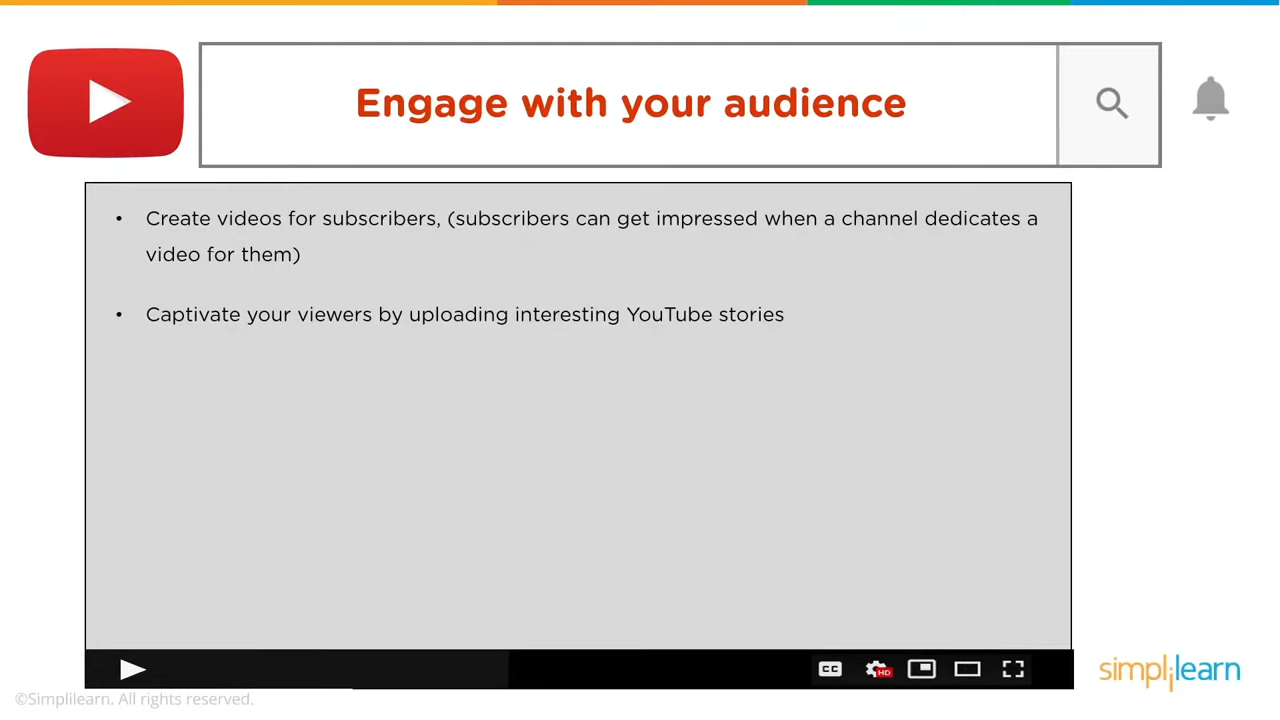 Engage with your audience
• Create videos for subscribers, (subscribers can get impressed when a channel dedicates a
video for them)
• Captivate your viewers by uploading interesting YouTube stories
CC
HD
simplilearn
©Simplilearn. All rights reserved.